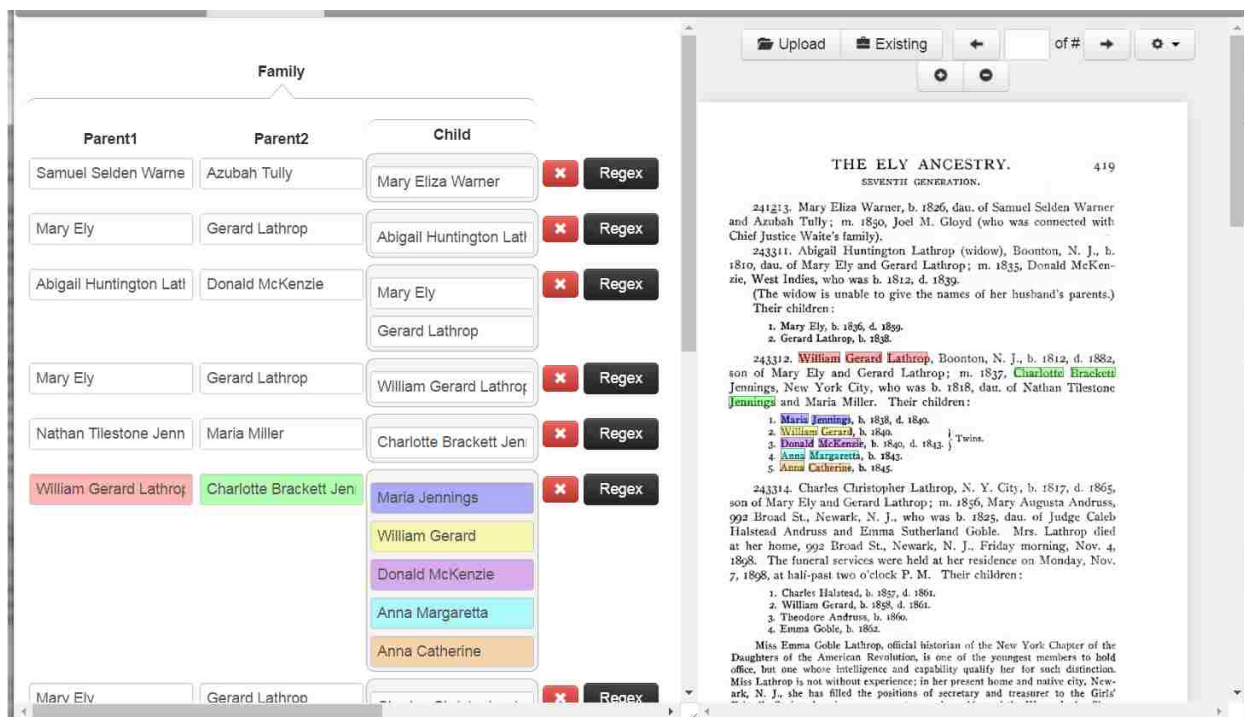 Family
Parent1 Parent2 Child
Samuel Selden Warne Azubah Tully Mary Eliza Warner Regex
Mary Ely Gerard Lathrop Abigail Huntington Latl Regex
Abigail Huntington Latl Donald McKenzie Mary Ely Regex
Gerard Lathrop
Mary Ely Gerard Lathrop William Gerard Lathrop Regex
Nathan Tilestone Jenn Maria Miller Charlotte Brackett Jen Regex
William Gerard Lathrop Charlotte Brackett Jen Maria Jennings Regex
William Gerard
Donald McKenzie
Anna Margaretta
Anna Catherine
Mary Ely Gerard Lathrop Regex
Upload Existing of #
THE ELY ANCESTRY. 419
SEVENTH GENERATION.
241213. Mary Eliza Warner, b. 1826, dau. of Samuel Selden Warner
and Azubah Tully; m. 1850, Joel M. Gloyd (who was connected with
Chief Justice Waite's family).
243311. Abigail Huntington Lathrop (widow), Boonton, N. J., b.
1810, dau. of Mary Ely and Gerard Lathrop; m. 1835, Donald McKen-
zie, West Indies, who was b. 1812, d. 1839.
(The widow is unable to give the names of her husband's parents.)
Their children:
1. Mary Ely, b. 1836, d. 1859.
2. Gerard Lathrop, b. 1838.
243312. William Gerard Lathrop, Boonton, N. J., b. 1812, d. 1882,
son of Mary Ely and Gerard Lathrop; m. 1837, Charlotte Brackett
Jennings, New York City, who was b. 1818, dau. of Nathan Tilestone
Jennings and Maria Miller. Their children:
1. Maria Jennings, b. 1838, d. 1840.
2. William Gerard, b. 1840.
3. Donald McKenzie, b. 1840, d. 1843. } Twins.
4. Anna Margaretta, b. 1843.
5. Anna Catherine, b. 1845.
243314. Charles Christopher Lathrop, N. Y. City, b. 1817, d. 1865,
son of Mary Ely and Gerard Lathrop; m. 1856, Mary Augusta Andruss,
992 Broad St., Newark, N. J., who was b. 1825, dau. of Judge Caleb
Halstead Andruss and Emma Sutherland Goble. Mrs. Lathrop died
at her home, 992 Broad St., Newark, N. J., Friday morning, Nov. 4,
1898. The funeral services were held at her residence on Monday, Nov.
7, 1898, at half-past two o'clock P. M. Their children:
1. Charles Halstead, b. 1857, d. 1861.
2. William Gerard, b. 1858, d. 1861.
3. Theodore Andruss, b. 1860.
4. Emma Goble, b. 1862.
Miss Emma Goble Lathrop, official historian of the New York Chapter of the
Daughters of the American Revolution, is one of the youngest members to hold
office, but one whose intelligence and capability qualify her for such distinction.
Miss Lathrop is not without experience; in her present home and native city, New-
ark, N. J., she has filled the positions of secretary and treasurer to the Girls'